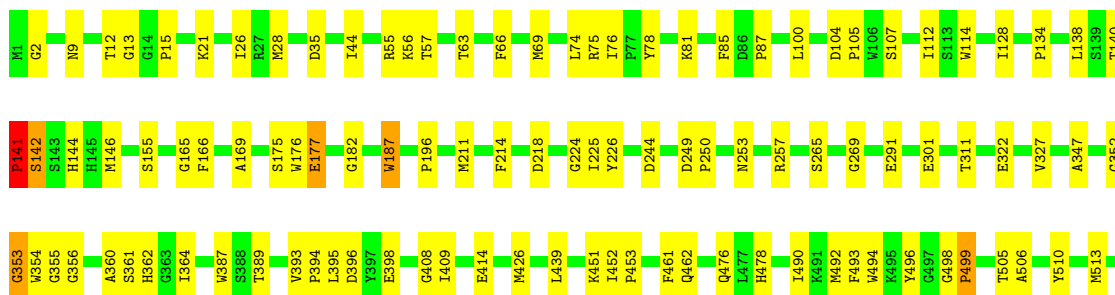 M1 G2 N9 T12 G13 G14 P15 K21 I26 R27 M28 D35 I44 R55 K56 T57 T63 F66 M69 L74 R75 I76 P77 Y78 K81 F85 D86 P87 L100 D104 P105 W106 S107 I112 S113 W114 I128 P134 L138 S139 T140
P141 S142 S143 H144 H145 M146 S155 G165 F166 A169 S175 W176 E177 G182 W187 P196 M211 F214 D218 G224 I225 Y226 D244 D249 P250 N253 R257 S265 G269 E291 E301 T311 E322 V327 A347 G352
G353 W354 G355 G356 A360 S361 H362 G363 I364 W387 S388 T389 V393 P394 L395 D396 Y397 E398 G408 I409 E414 M426 L439 K451 I452 P453 F461 Q462 Q476 L477 H478 I490 K491 M492 F493 W494 K495 Y496 G497 G498 P499 T505 A506 Y510 M513